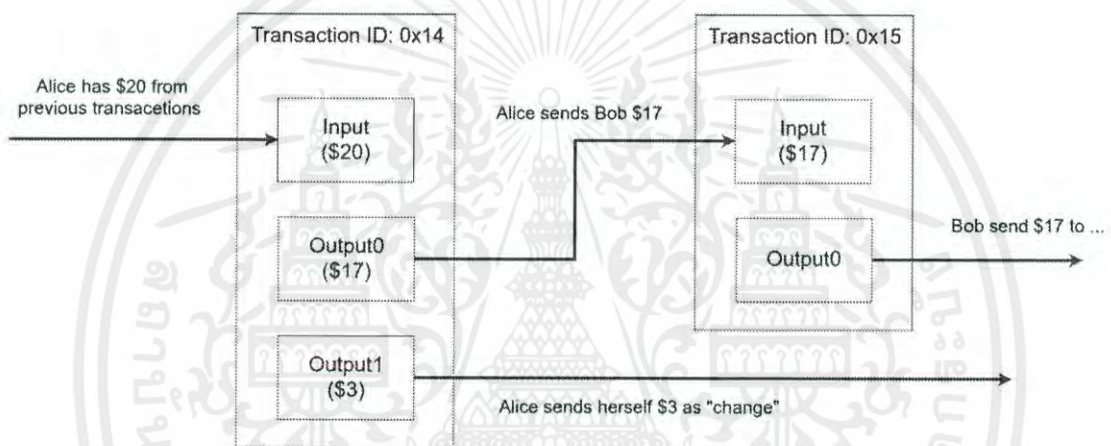 Transaction ID: 0x14
Transaction ID: 0x15
Alice has $20 from
previous transacetions
Input
($20)
Alice sends Bob $17
Input
($17)
Output0
($17)
Output0
Bob send $17 to ...
Output1
($3)
Alice sends herself $3 as "change"